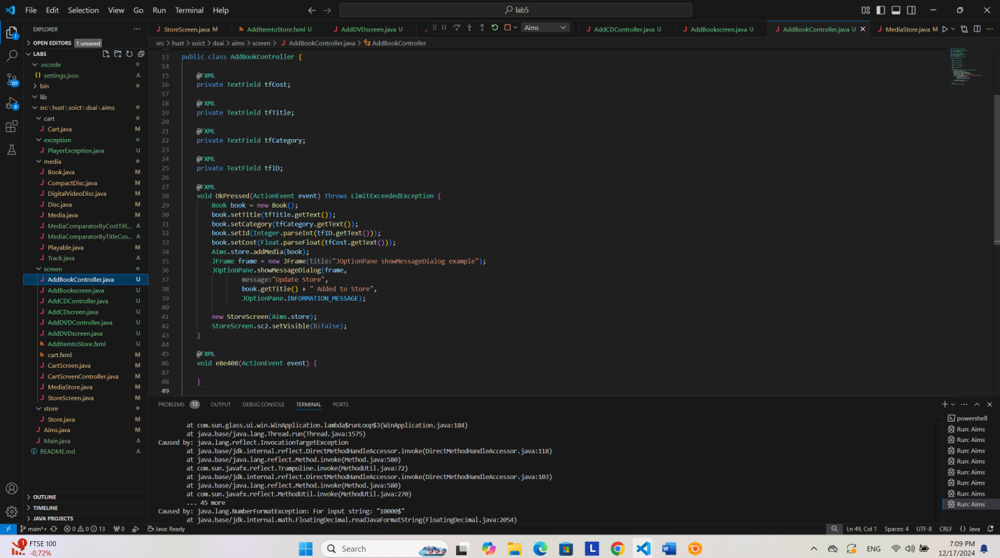 File Edit Selection View Go Run Terminal Help
lab5
EXPLORER
OPEN EDITORS 1 unsaved
LAB5
.vscode
settings.json A
bin
lib
src\hust\soict\dsai\aims
cart
Cart.java M
exception
PlayerException.java U
media
Book.java M
CompactDisc.java M
DigitalVideoDisc.java M
Disc.java M
Media.java M
MediaComparatorByCostTitl... A
MediaComparatorByTitleCos... A
Playable.java M
Track.java A
screen
AddBookController.java U
AddBookscreen.java U
AddCDController.java U
AddCDscreen.java U
AddDVDController.java U
AddDVDscreen.java U
AddItemtoStore.fxml U
cart.fxml M
CartScreen.java M
CartScreenController.java M
MediaStore.java M
StoreScreen.java M
store
Store.java M
Aims.java M
Main.java A
README.md A
OUTLINE
TIMELINE
JAVA PROJECTS
1
121
8
StoreScreen.java M AddItemtoStore.fxml U AddDVDscreen.java U Aims AddCDController.java U AddBookscreen.java U AddBookController.java U MediaStore.java M
src > hust > soict > dsai > aims > screen > AddBookController.java > AddBookController
13 public class AddBookController {
14
15 @FXML
16 private TextField tfCost;
17
18 @FXML
19 private TextField tfTitle;
20
21 @FXML
22 private TextField tfCategory;
23
24 @FXML
25 private TextField tfID;
26
27 @FXML
28 void OkPressed(ActionEvent event) throws LimitExceededException {
29 Book book = new Book();
30 book.setTitle(tfTitle.getText());
31 book.setCategory(tfCategory.getText());
32 book.setId(Integer.parseInt(tfID.getText()));
33 book.setCost(Float.parseFloat(tfCost.getText()));
34 Aims.store.addMedia(book);
35 JFrame frame = new JFrame(title:"JOptionPane showMessageDialog example");
36 JOptionPane.showMessageDialog(frame,
37 message:"Update Store",
38 book.getTitle() + " Added to Store",
39 JOptionPane.INFORMATION_MESSAGE);
40
41 new StoreScreen(Aims.store);
42 StoreScreen.sc2.setVisible(b:false);
43 }
44
45 @FXML
46 void e8e408(ActionEvent event) {
47
48 }
49
PROBLEMS 13 OUTPUT DEBUG CONSOLE TERMINAL PORTS
at com.sun.glass.ui.win.WinApplication.lambda$runLoop$3(WinApplication.java:184)
at java.base/java.lang.Thread.run(Thread.java:1575)
Caused by: java.lang.reflect.InvocationTargetException
at java.base/jdk.internal.reflect.DirectMethodHandleAccessor.invoke(DirectMethodHandleAccessor.java:118)
at java.base/java.lang.reflect.Method.invoke(Method.java:580)
at com.sun.javafx.reflect.Trampoline.invoke(MethodUtil.java:72)
at java.base/jdk.internal.reflect.DirectMethodHandleAccessor.invoke(DirectMethodHandleAccessor.java:103)
at java.base/java.lang.reflect.Method.invoke(Method.java:580)
at com.sun.javafx.reflect.MethodUtil.invoke(MethodUtil.java:270)
... 45 more
Caused by: java.lang.NumberFormatException: For input string: "10000$"
at java.base/jdk.internal.math.FloatingDecimal.readJavaFormatString(FloatingDecimal.java:2054)
powershell
Run: Aims
Run: Aims
Run: Aims
Run: Aims
Run: Aims
Run: Aims
Run: Aims
Run: Aims
main*+ 0 0 13 0 Java: Ready Ln 49, Col 1 Spaces: 4 UTF-8 CRLF {} Java
1
FTSE 100
-0,72%
Search
ENG
7:09 PM
12/17/2024